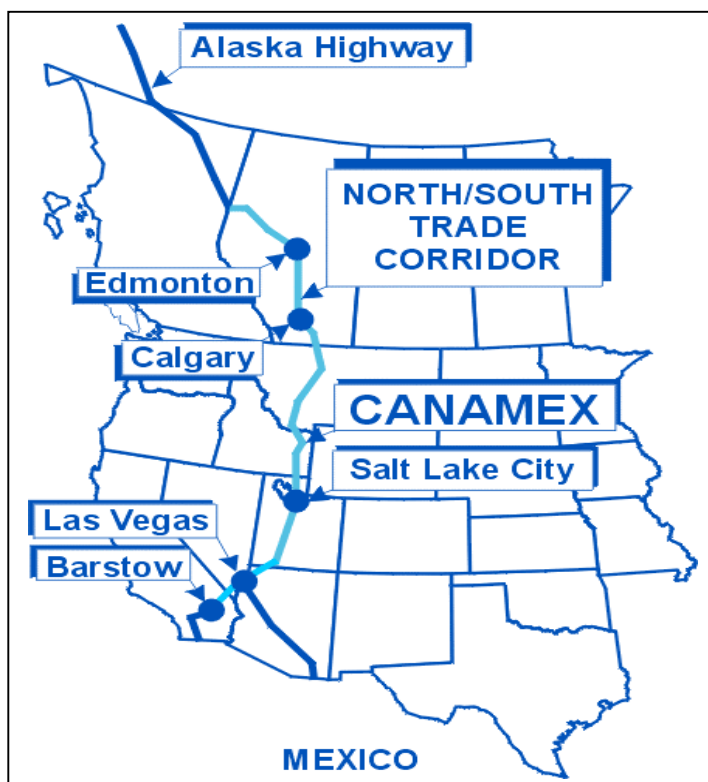 Alaska Highway
NORTH/SOUTH
TRADE
CORRIDOR
Edmonton
Calgary
CANAMEX
Salt Lake City
Las Vegas
Barstow
MEXICO